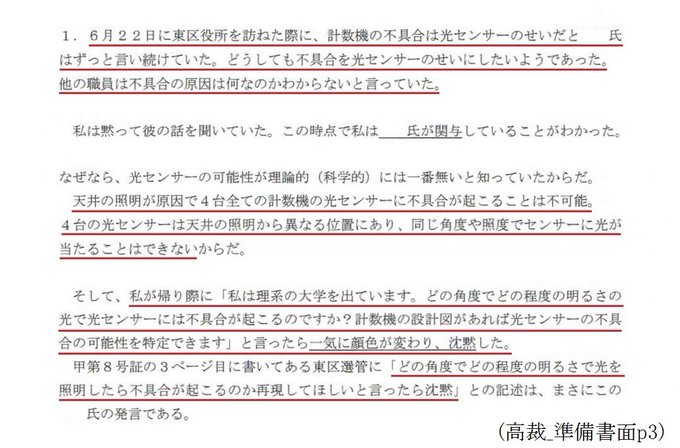 １．６月２２日に東区役所を訪ねた際に、計数機の不具合は光センサーのせいだと　　氏
はずっと言い続けていた。どうしても不具合を光センサーのせいにしたいようであった。
他の職員は不具合の原因は何なのかわからないと言っていた。
私は黙って彼の話を聞いていた。この時点で私は　　氏が関与していることがわかった。
なぜなら、光センサーの可能性が理論的（科学的）には一番無いと知っていたからだ。
天井の照明が原因で４台全ての計数機の光センサーに不具合が起こることは不可能。
４台の光センサーは天井の照明から異なる位置にあり、同じ角度や照度でセンサーに光が
当たることはできないからだ。
そして、私が帰り際に「私は理系の大学を出ています。どの角度でどの程度の明るさの
光で光センサーには不具合が起こるのですか？計数機の設計図があれば光センサーの不具
合の可能性を特定できます」と言ったら一気に顔色が変わり、沈黙した。
甲第８号証の３ページ目に書いてある東区選管に「どの角度でどの程度の明るさで光を
照明したら不具合が起こるのか再現してほしいと言ったら沈黙」との記述は、まさにこの
氏の発言である。
(高裁_準備書面p3)